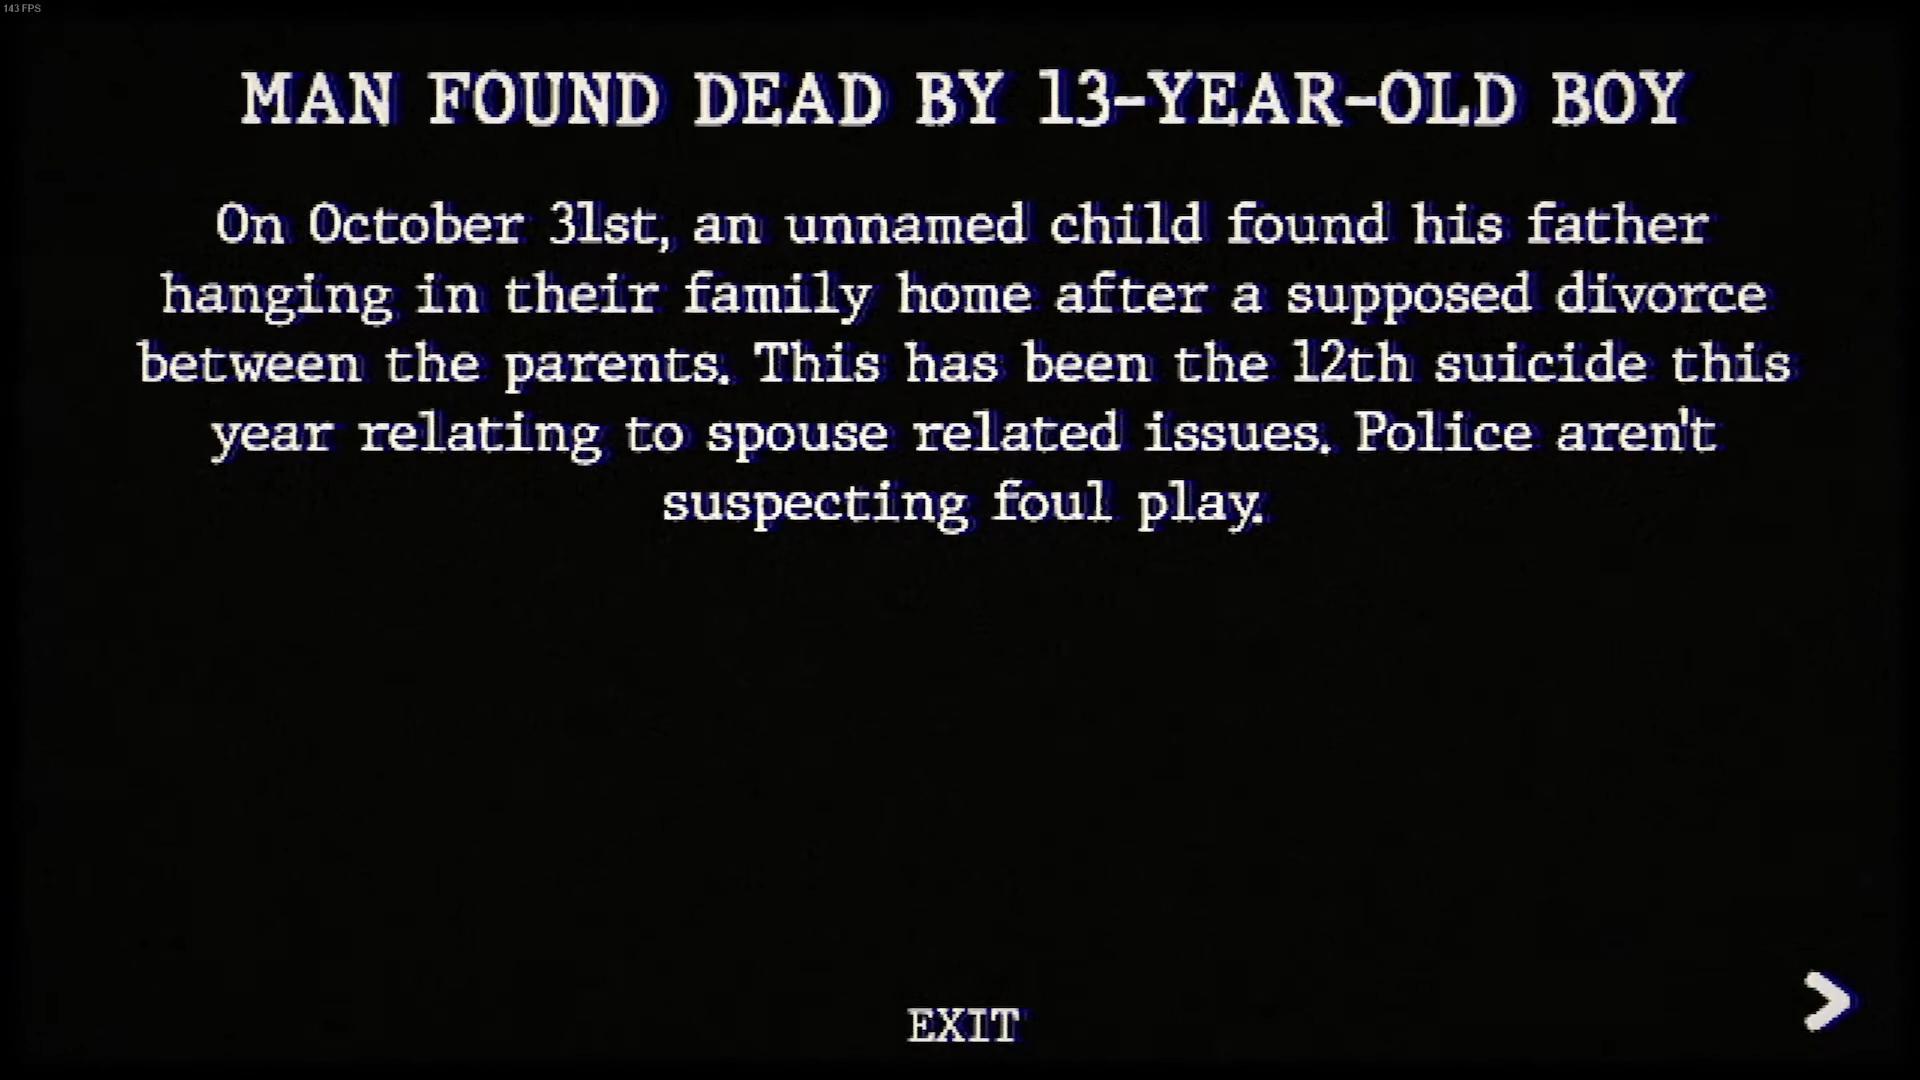 143 FPS
MAN FOUND DEAD BY 13-YEAR-OLD BOY
On October 31st, an unnamed child found his father
hanging in their family home after a supposed divorce
between the parents. This has been the 12th suicide this
year relating to spouse related issues. Police aren't
suspecting foul play.
EXIT